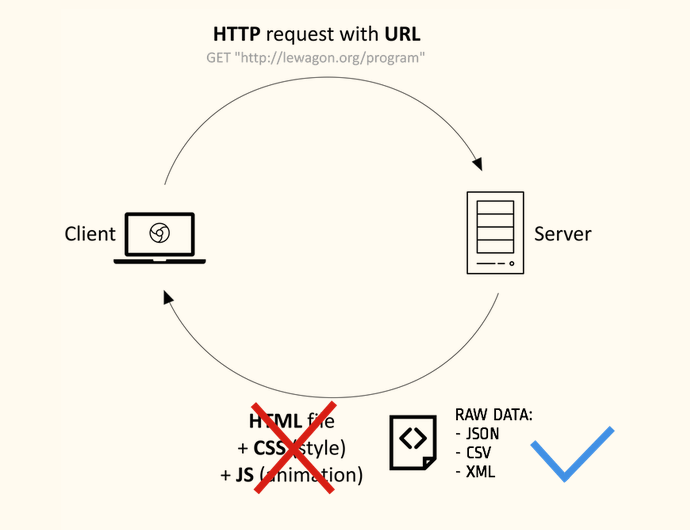 HTTP request with URL
GET "http://lewagon.org/program"
Client
Server
HTML file
+ CSS (style)
+ JS (animation)
RAW DATA:
- JSON
- CSV
- XML